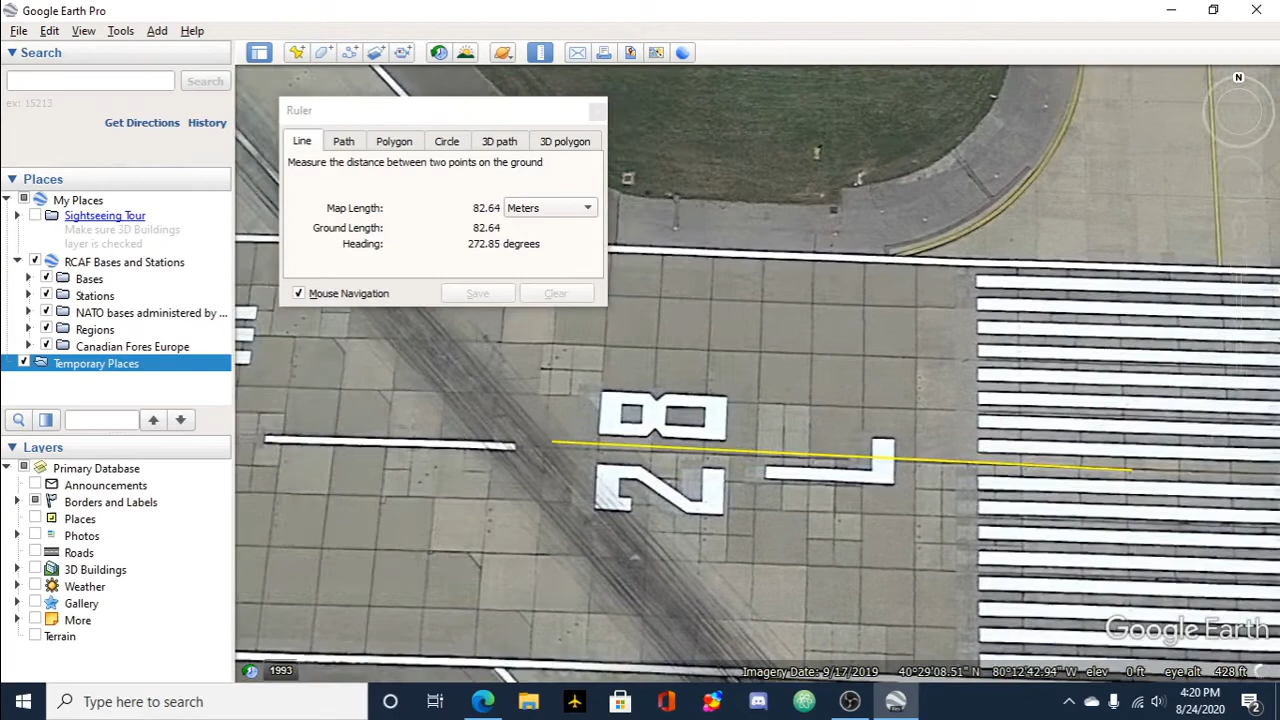 Google Earth Pro
File Edit View Tools Add Help
Search
Search
ex: 15213
Get Directions History
Places
My Places
Sightseeing Tour
Make sure 3D Buildings
layer is checked
RCAF Bases and Stations
Bases
Stations
NATO bases administered by ...
Regions
Canadian Fores Europe
Temporary Places
Layers
Primary Database
Announcements
Borders and Labels
Places
Photos
Roads
3D Buildings
Weather
Gallery
More
Terrain
Ruler
Line Path Polygon Circle 3D path 3D polygon
Measure the distance between two points on the ground
Map Length: 82.64 Meters
Ground Length: 82.64
Heading: 272.85 degrees
Mouse Navigation Save Clear
N
28
L
Google Earth
1993
Imagery Date: 9/17/2019 40°29'08.51" N 80°12'42.94" W elev 0 ft eye alt 428 ft
Type here to search
4:20 PM
8/24/2020
2